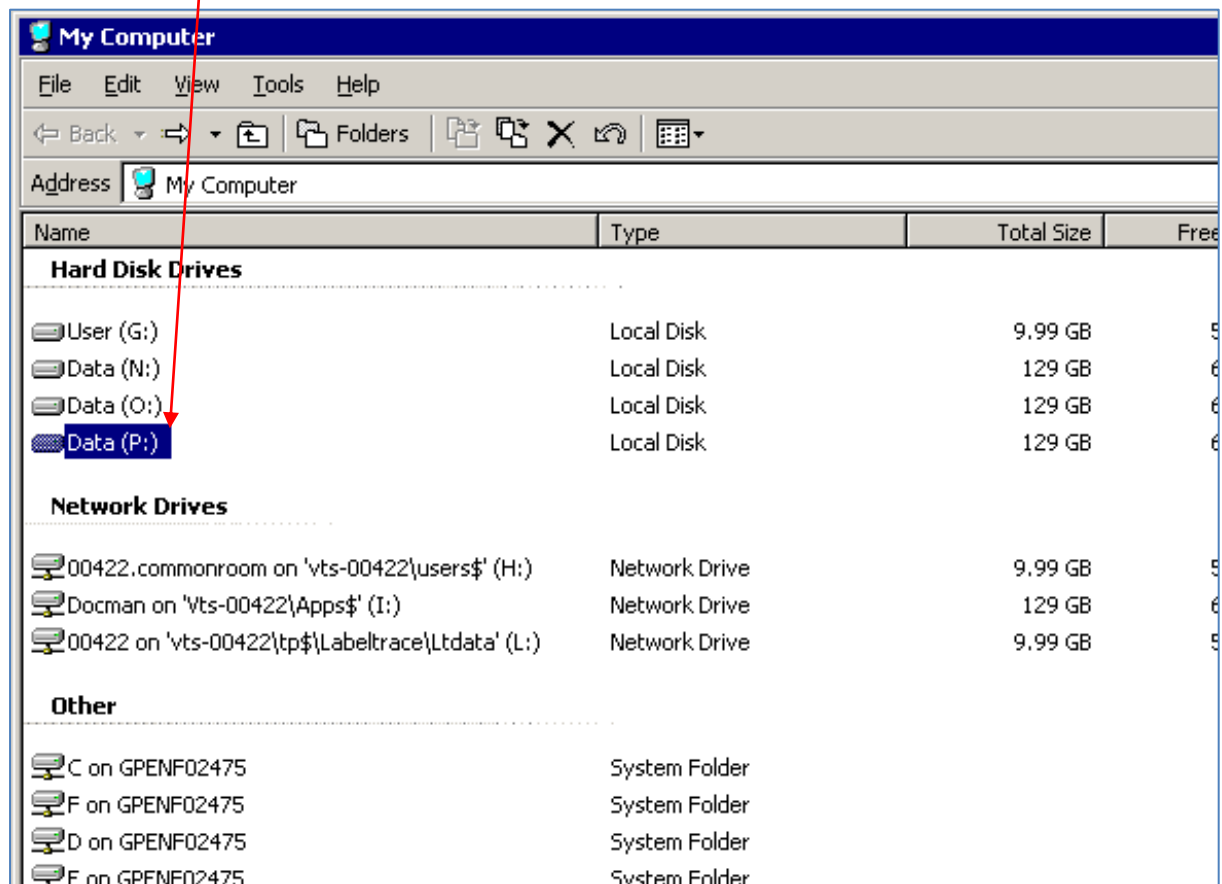 My Computer
File Edit View Tools Help
Back Folders
Address My Computer
Name Type Total Size Free
Hard Disk Drives
User (G:) Local Disk 9.99 GB
Data (N:) Local Disk 129 GB
Data (O:) Local Disk 129 GB
Data (P:) Local Disk 129 GB
Network Drives
00422.commonroom on 'vts-00422\users$' (H:) Network Drive 9.99 GB
Docman on 'Vts-00422\Apps$' (I:) Network Drive 129 GB
00422 on 'vts-00422\tp$\Labeltrace\Ltdata' (L:) Network Drive 9.99 GB
Other
C on GPENF02475 System Folder
F on GPENF02475 System Folder
D on GPENF02475 System Folder
on GPENF02475 System Folder